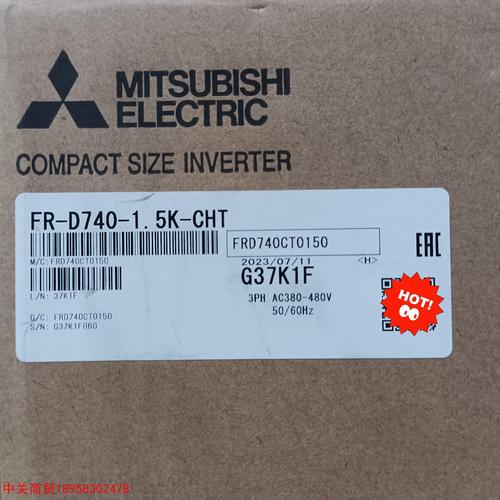 MITSUBISHI
ELECTRIC
COMPACT SIZE INVERTER
FR-D740-1.5K-CHT
FRD740CT0150
M/C: FRD740CT0150
2023/07/11 <H>
EAC
G37K1F
L/N: 37K1F
3PH AC380-480V
50/60Hz
HOT!
G/C: FRD740CT0150
S/N: G37K1F060
中关商贸18958302478